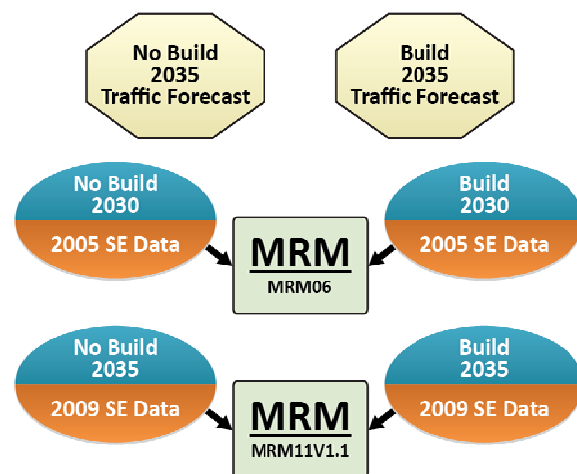 No Build
2035
Traffic Forecast
Build
2035
Traffic Forecast
No Build
2030
2005 SE Data
Build
2030
2005 SE Data
MRM
MRM06
No Build
2035
2009 SE Data
Build
2035
2009 SE Data
MRM
MRM11V1.1